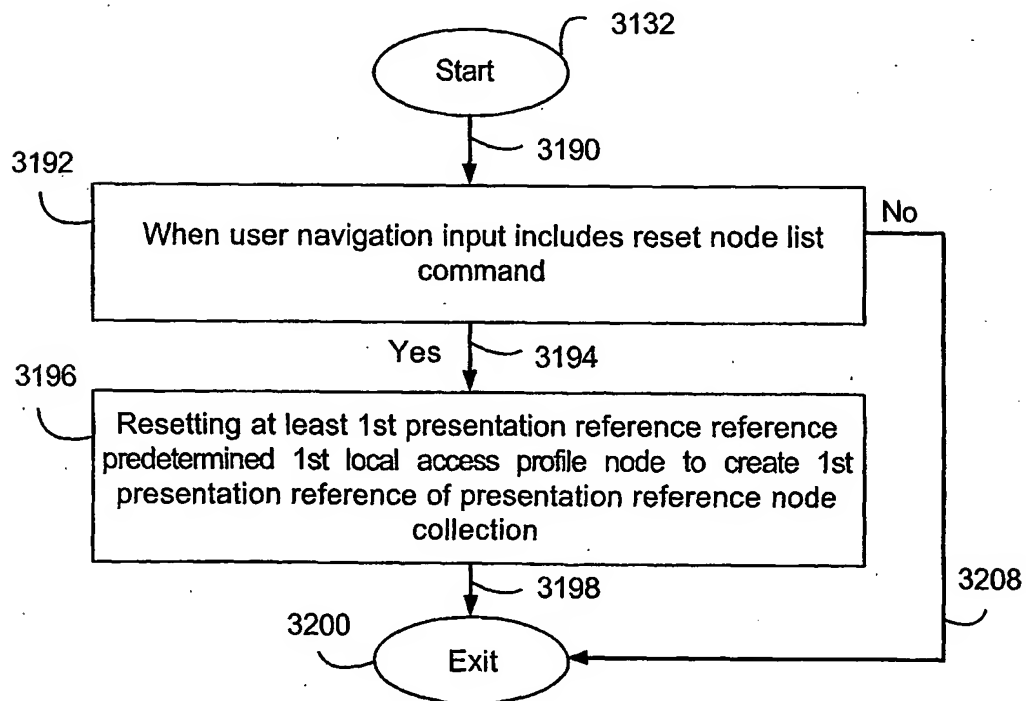 3132
Start
3190
3192
When user navigation input includes reset node list
command
No
Yes
3194
3196
Resetting at least 1st presentation reference reference
predetermined 1st local access profile node to create 1st
presentation reference of presentation reference node
collection
3198
3208
3200
Exit